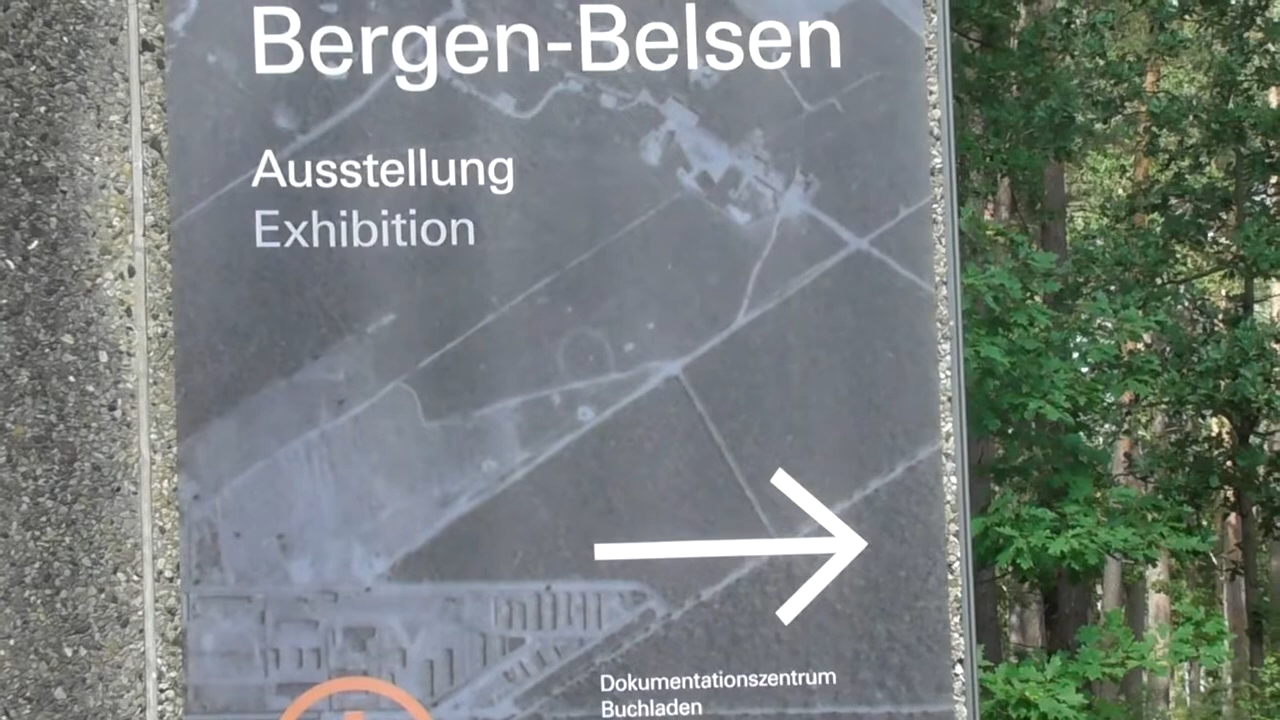 Bergen-Belsen
Ausstellung
Exhibition
Dokumentationszentrum
Buchladen